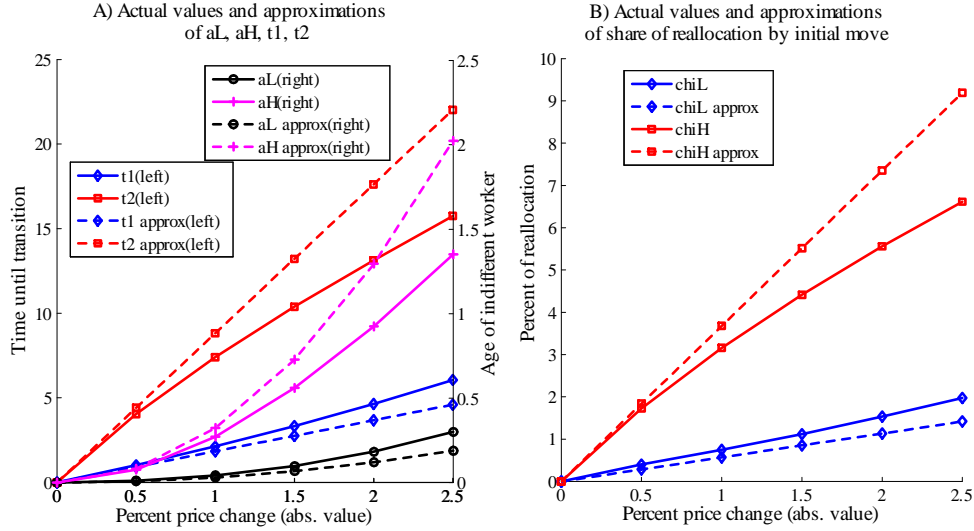 A) Actual values and approximations
of aL, aH, t1, t2
25
20
15
10
5
0
2.5
2
1.5
1
0.5
0
Time until transition
Age of indifferent worker
aL(right)
aH(right)
aL approx(right)
aH approx(right)
t1(left)
t2(left)
t1 approx(left)
t2 approx(left)
0 0.5 1 1.5 2 2.5
Percent price change (abs. value)
B) Actual values and approximations
of share of reallocation by initial move
10
9
8
7
6
5
4
3
2
1
0
Percent of reallocation
chiL
chiL approx
chiH
chiH approx
0 0.5 1 1.5 2 2.5
Percent price change (abs. value)